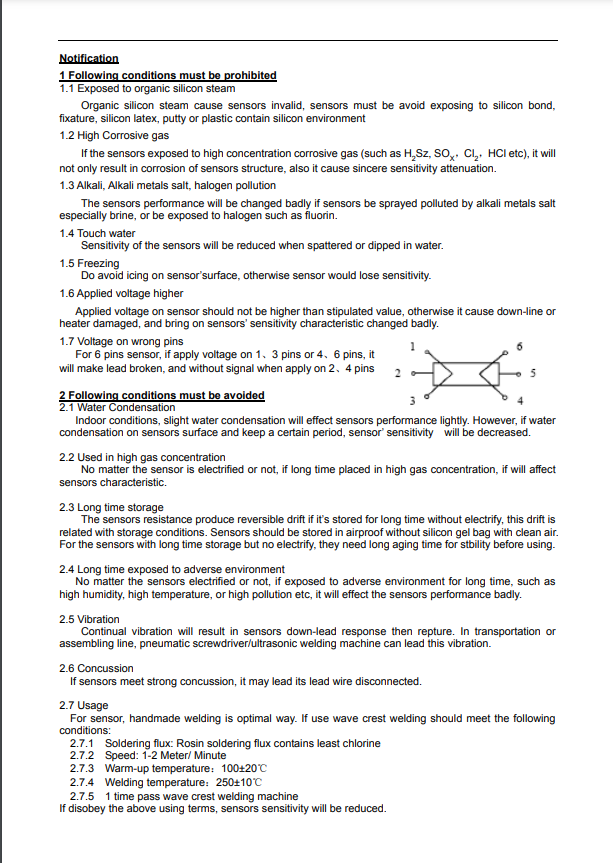 Notification
1 Following conditions must be prohibited
1.1 Exposed to organic silicon steam
Organic silicon steam cause sensors invalid, sensors must be avoid exposing to silicon bond,
fixature, silicon latex, putty or plastic contain silicon environment
1.2 High Corrosive gas
If the sensors exposed to high concentration corrosive gas (such as H₂Sz, SOₓ，Cl₂，HCl etc), it will
not only result in corrosion of sensors structure, also it cause sincere sensitivity attenuation.
1.3 Alkali, Alkali metals salt, halogen pollution
The sensors performance will be changed badly if sensors be sprayed polluted by alkali metals salt
especially brine, or be exposed to halogen such as fluorin.
1.4 Touch water
Sensitivity of the sensors will be reduced when spattered or dipped in water.
1.5 Freezing
Do avoid icing on sensor'surface, otherwise sensor would lose sensitivity.
1.6 Applied voltage higher
Applied voltage on sensor should not be higher than stipulated value, otherwise it cause down-line or
heater damaged, and bring on sensors' sensitivity characteristic changed badly.
1.7 Voltage on wrong pins
For 6 pins sensor, if apply voltage on 1、3 pins or 4、6 pins, it
will make lead broken, and without signal when apply on 2、4 pins
1 6
2 5
3 4
2 Following conditions must be avoided
2.1 Water Condensation
Indoor conditions, slight water condensation will effect sensors performance lightly. However, if water
condensation on sensors surface and keep a certain period, sensor' sensitivity will be decreased.
2.2 Used in high gas concentration
No matter the sensor is electrified or not, if long time placed in high gas concentration, if will affect
sensors characteristic.
2.3 Long time storage
The sensors resistance produce reversible drift if it's stored for long time without electrify, this drift is
related with storage conditions. Sensors should be stored in airproof without silicon gel bag with clean air.
For the sensors with long time storage but no electrify, they need long aging time for stbility before using.
2.4 Long time exposed to adverse environment
No matter the sensors electrified or not, if exposed to adverse environment for long time, such as
high humidity, high temperature, or high pollution etc, it will effect the sensors performance badly.
2.5 Vibration
Continual vibration will result in sensors down-lead response then repture. In transportation or
assembling line, pneumatic screwdriver/ultrasonic welding machine can lead this vibration.
2.6 Concussion
If sensors meet strong concussion, it may lead its lead wire disconnected.
2.7 Usage
For sensor, handmade welding is optimal way. If use wave crest welding should meet the following
conditions:
2.7.1 Soldering flux: Rosin soldering flux contains least chlorine
2.7.2 Speed: 1-2 Meter/ Minute
2.7.3 Warm-up temperature：100±20℃
2.7.4 Welding temperature：250±10℃
2.7.5 1 time pass wave crest welding machine
If disobey the above using terms, sensors sensitivity will be reduced.